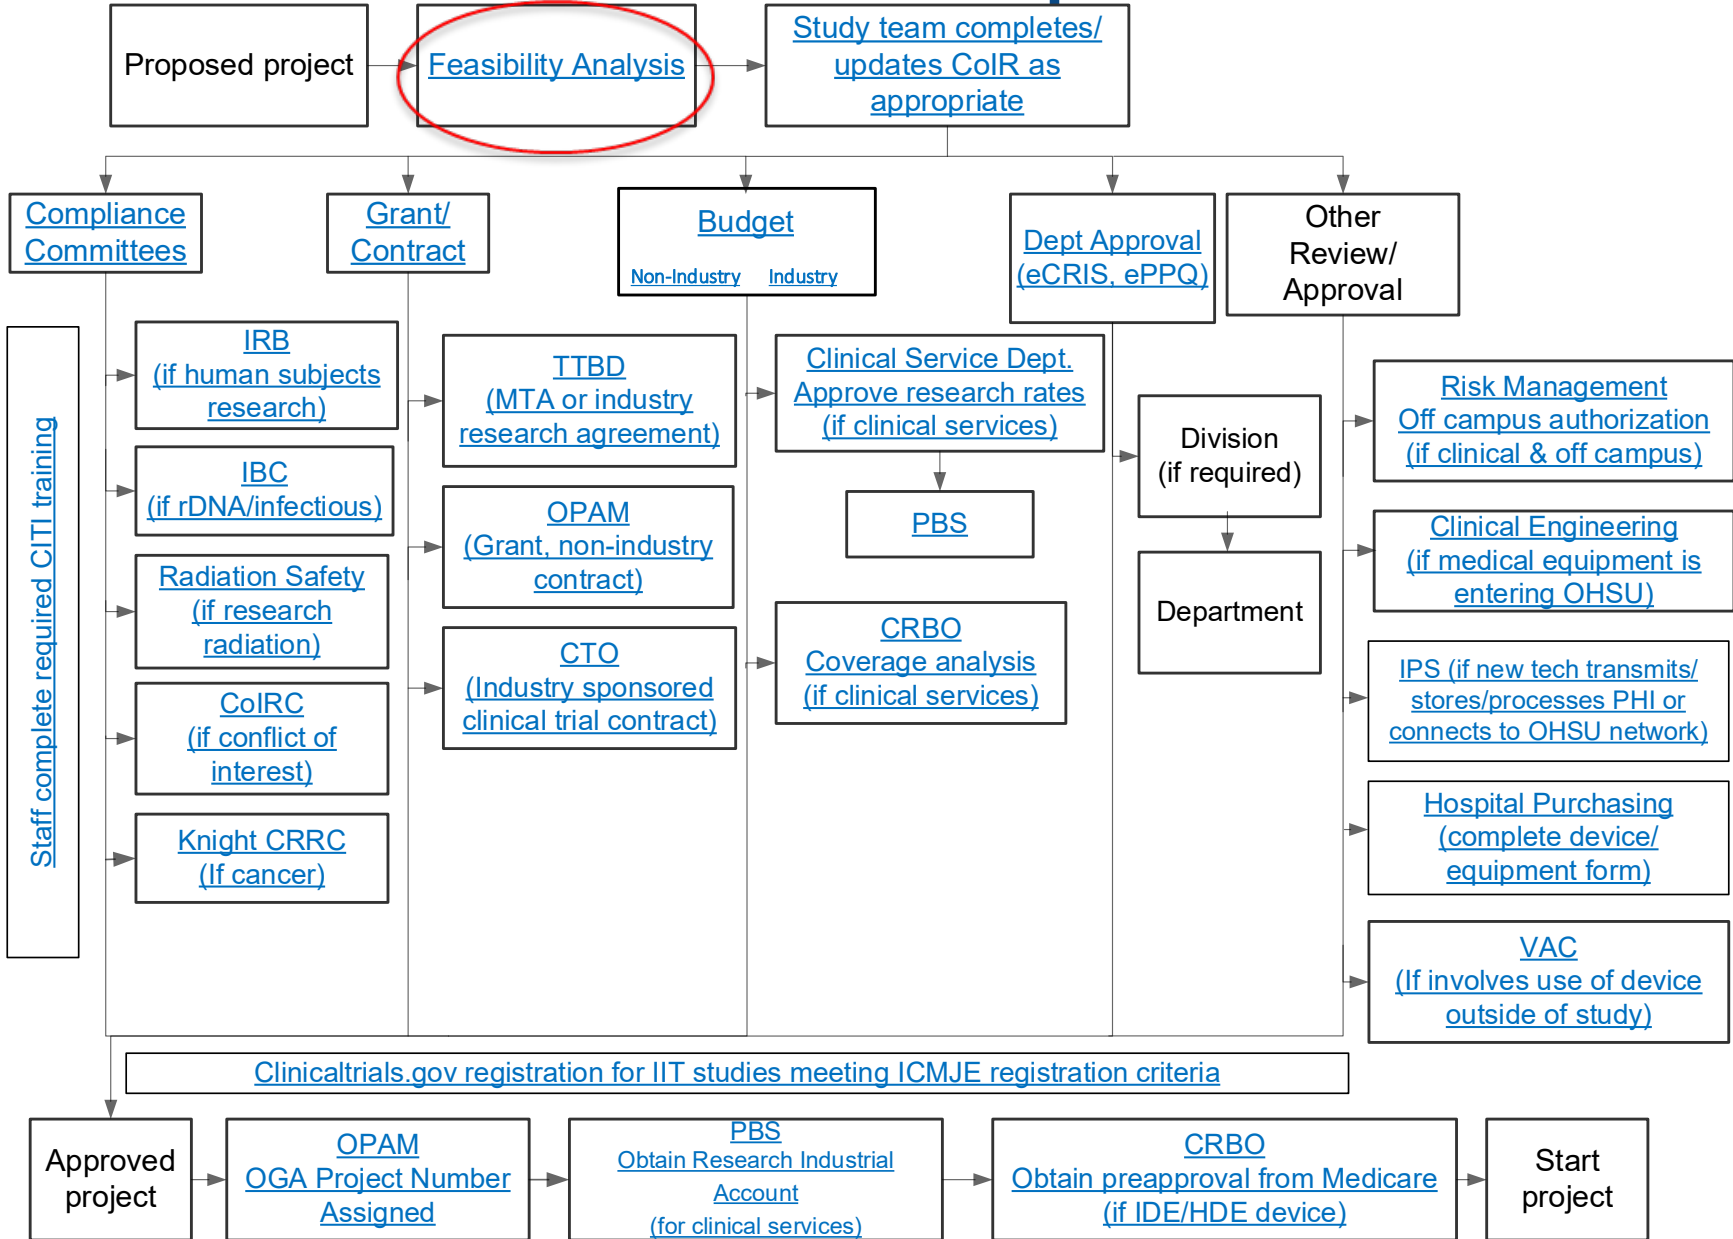 Proposed project
Feasibility Analysis
Study team completes/
updates CoIR as
appropriate
Compliance
Committees
Grant/
Contract
Budget
Non-Industry Industry
Dept Approval
(eCRIS, ePPQ)
Other
Review/
Approval
Staff complete required CITI training
IRB
(if human subjects
research)
IBC
(if rDNA/infectious)
Radiation Safety
(if research
radiation)
CoIRC
(if conflict of
interest)
Knight CRRC
(If cancer)
TTBD
(MTA or industry
research agreement)
OPAM
(Grant, non-industry
contract)
CTO
(Industry sponsored
clinical trial contract)
Clinical Service Dept.
Approve research rates
(if clinical services)
PBS
CRBO
Coverage analysis
(if clinical services)
Division
(if required)
Department
Risk Management
Off campus authorization
(if clinical & off campus)
Clinical Engineering
(if medical equipment is
entering OHSU)
IPS (if new tech transmits/
stores/processes PHI or
connects to OHSU network)
Hospital Purchasing
(complete device/
equipment form)
VAC
(If involves use of device
outside of study)
Clinicaltrials.gov registration for IIT studies meeting ICMJE registration criteria
Approved
project
OPAM
OGA Project Number
Assigned
PBS
Obtain Research Industrial
Account
(for clinical services)
CRBO
Obtain preapproval from Medicare
(if IDE/HDE device)
Start
project